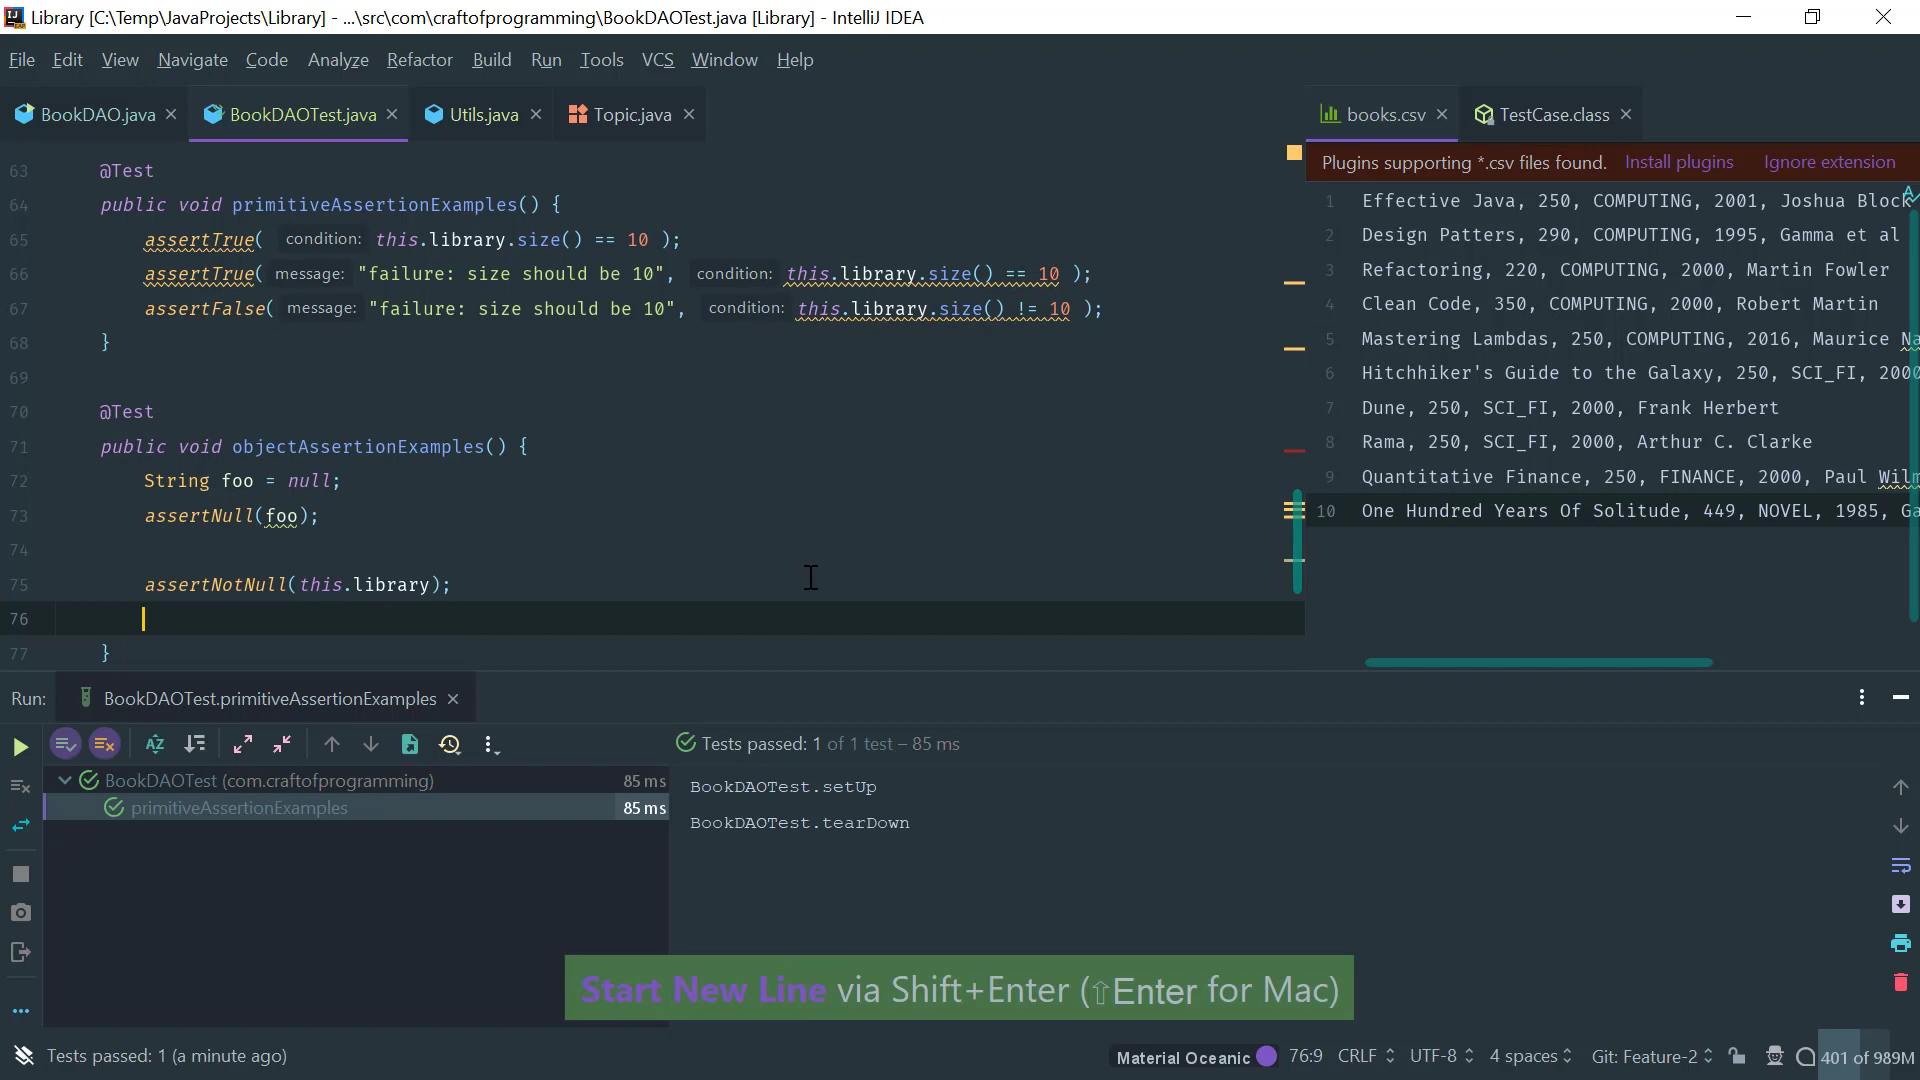 Library [C:\Temp\JavaProjects\Library] - ...\src\com\craftofprogramming\BookDAOTest.java [Library] - IntelliJ IDEA
File Edit View Navigate Code Analyze Refactor Build Run Tools VCS Window Help
BookDAO.java BookDAOTest.java Utils.java Topic.java
63 @Test
64 public void primitiveAssertionExamples() {
65 assertTrue( condition: this.library.size() == 10 );
66 assertTrue( message: "failure: size should be 10", condition: this.library.size() == 10 );
67 assertFalse( message: "failure: size should be 10", condition: this.library.size() != 10 );
68 }
69
70 @Test
71 public void objectAssertionExamples() {
72 String foo = null;
73 assertNull(foo);
74
75 assertNotNull(this.library);
76
77 }
books.csv TestCase.class
Plugins supporting *.csv files found. Install plugins Ignore extension
1 Effective Java, 250, COMPUTING, 2001, Joshua Block
2 Design Patters, 290, COMPUTING, 1995, Gamma et al
3 Refactoring, 220, COMPUTING, 2000, Martin Fowler
4 Clean Code, 350, COMPUTING, 2000, Robert Martin
5 Mastering Lambdas, 250, COMPUTING, 2016, Maurice Na
6 Hitchhiker's Guide to the Galaxy, 250, SCI_FI, 2000
7 Dune, 250, SCI_FI, 2000, Frank Herbert
8 Rama, 250, SCI_FI, 2000, Arthur C. Clarke
9 Quantitative Finance, 250, FINANCE, 2000, Paul Wilm
10 One Hundred Years Of Solitude, 449, NOVEL, 1985, Ga
Run: BookDAOTest.primitiveAssertionExamples
Tests passed: 1 of 1 test – 85 ms
BookDAOTest (com.craftofprogramming) 85 ms
primitiveAssertionExamples 85 ms
BookDAOTest.setUp
BookDAOTest.tearDown
Start New Line via Shift+Enter (⇧Enter for Mac)
Tests passed: 1 (a minute ago)
Material Oceanic 76:9 CRLF UTF-8 4 spaces Git: Feature-2 401 of 989M